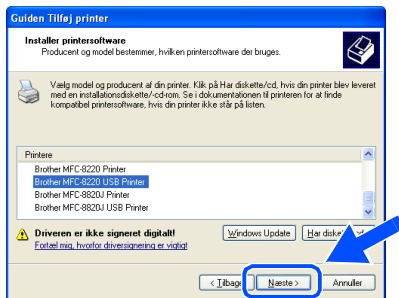 Guiden Tilføj printer
Installer printersoftware
Producent og model bestemmer, hvilken printersoftware der bruges.
Vælg model og producent af din printer. Klik på Har diskette/cd, hvis din printer blev leveret
med en installationsdiskette/-cd-rom. Se i dokumentationen til printeren for at finde
kompatibel printersoftware, hvis din printer ikke står på listen.
Printere
Brother MFC-8220 Printer
Brother MFC-8220 USB Printer
Brother MFC-8820J Printer
Brother MFC-8820J USB Printer
Driveren er ikke signeret digitalt! Windows Update Har diskette/cd
Fortæl mig, hvorfor driversignering er vigtigt
< Tilbage Næste > Annuller